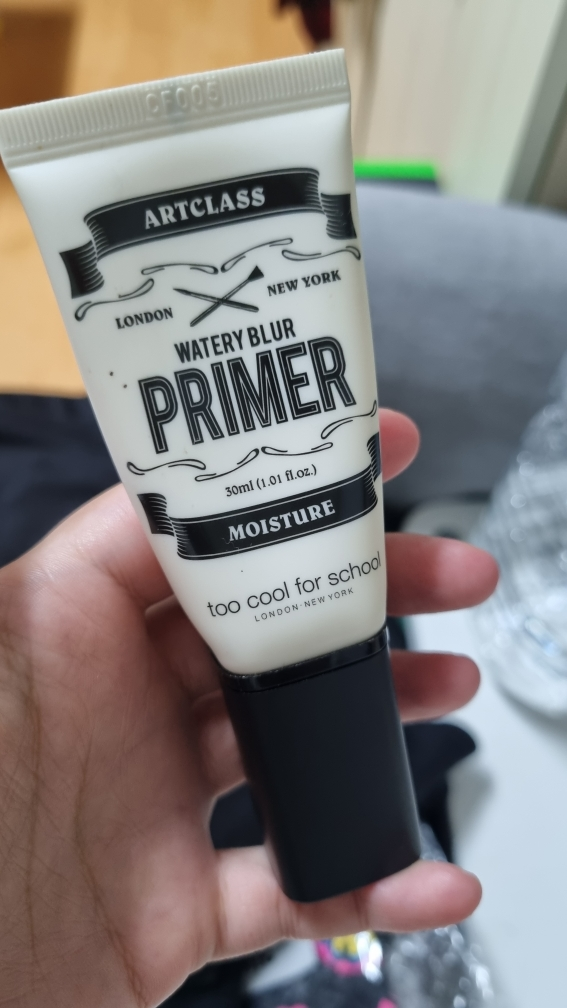 CF005
ARTCLASS
LONDON NEW YORK
WATERY BLUR
PRIMER
30ml (1.01 fl.oz.)
MOISTURE
too cool for school
LONDON·NEW YORK